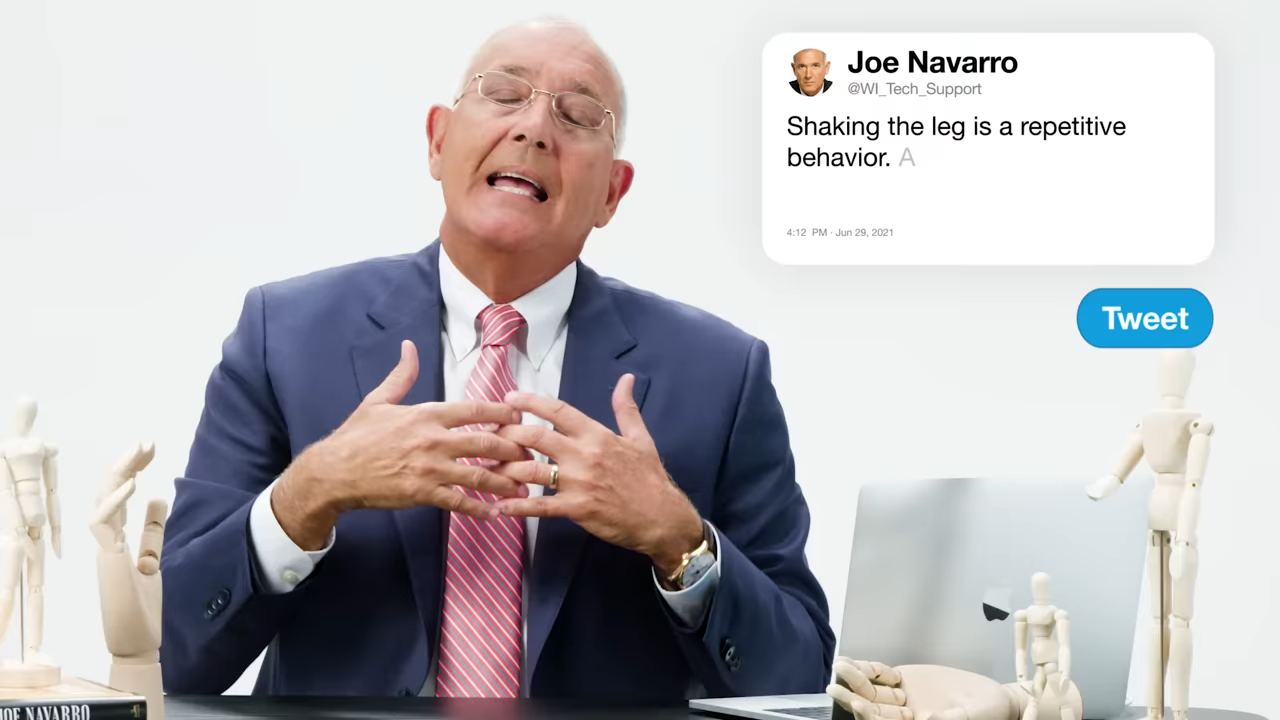 Joe Navarro
@WI_Tech_Support
Shaking the leg is a repetitive
behavior. A
4:12 PM · Jun 29, 2021
Tweet
JOE NAVARRO